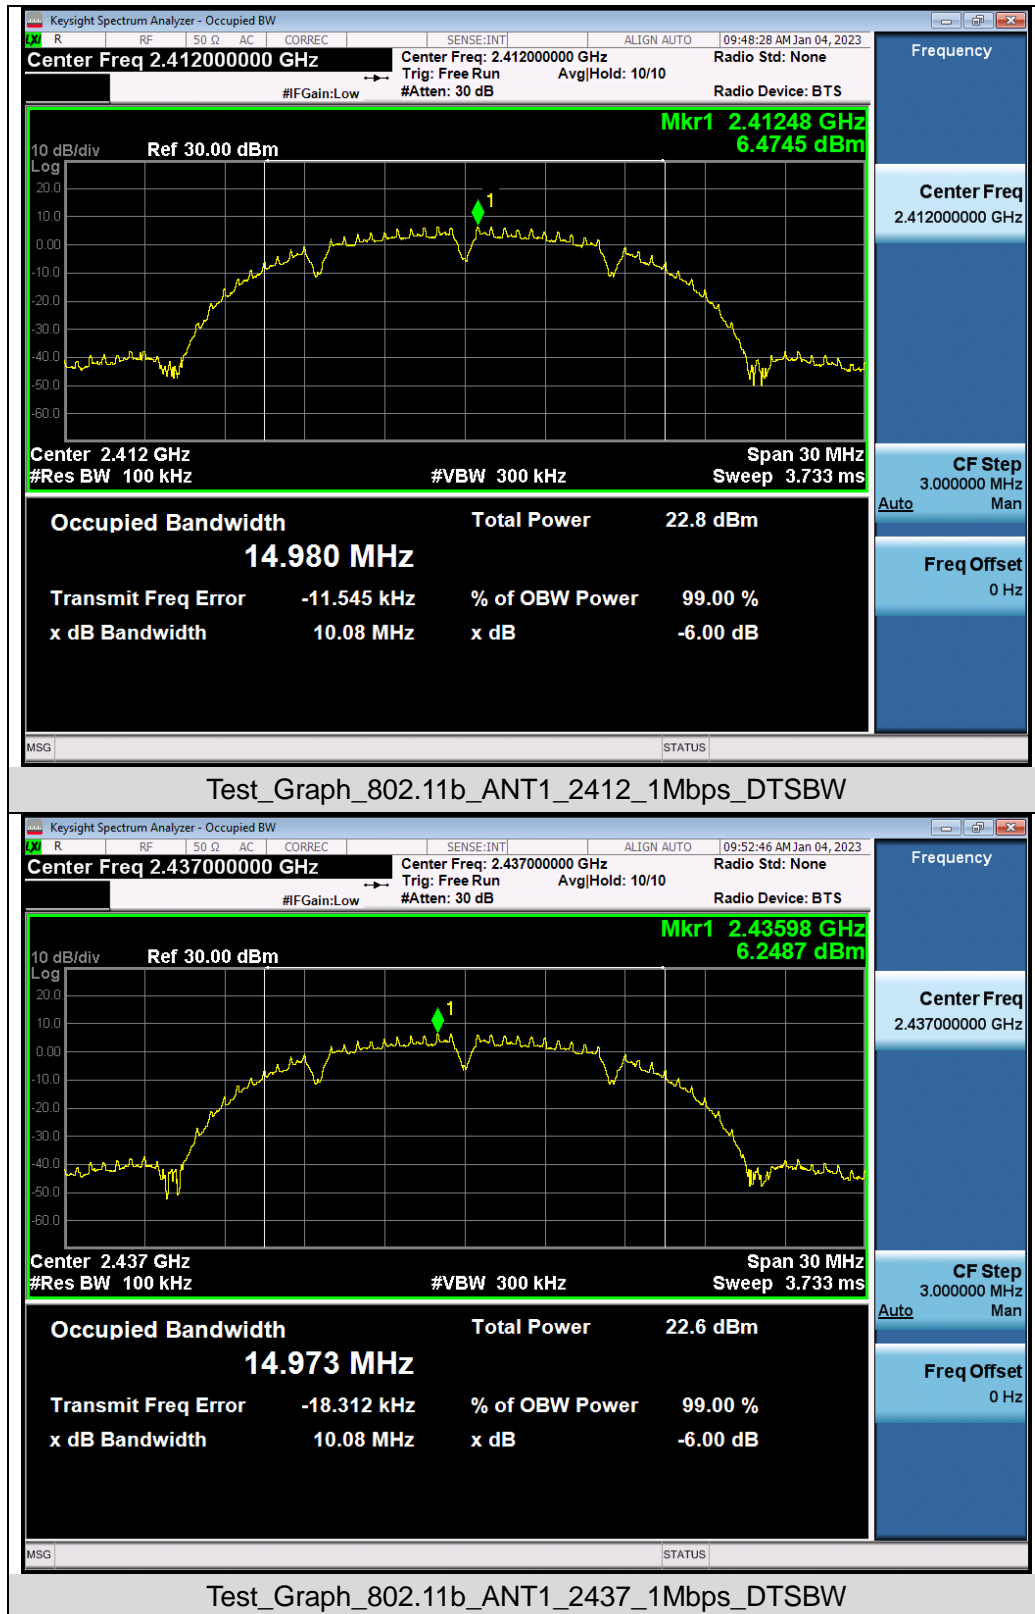 Keysight Spectrum Analyzer - Occupied BW
LXI R RF 50 Ω AC CORREC SENSE:INT ALIGN AUTO 09:48:28 AM Jan 04, 2023
Center Freq 2.412000000 GHz
Center Freq: 2.412000000 GHz Radio Std: None
Trig: Free Run Avg|Hold: 10/10
#IFGain:Low #Atten: 30 dB Radio Device: BTS
Frequency
Mkr1 2.41248 GHz
6.4745 dBm
10 dB/div Ref 30.00 dBm
Log
20.0
10.0
0.00
-10.0
-20.0
-30.0
-40.0
-50.0
-60.0
1
Center 2.412 GHz Span 30 MHz
#Res BW 100 kHz #VBW 300 kHz Sweep 3.733 ms
Center Freq
2.412000000 GHz
CF Step
3.000000 MHz
Auto Man
Freq Offset
0 Hz
Occupied Bandwidth Total Power 22.8 dBm
14.980 MHz
Transmit Freq Error -11.545 kHz % of OBW Power 99.00 %
x dB Bandwidth 10.08 MHz x dB -6.00 dB
MSG STATUS
Test_Graph_802.11b_ANT1_2412_1Mbps_DTSBW
Keysight Spectrum Analyzer - Occupied BW
LXI R RF 50 Ω AC CORREC SENSE:INT ALIGN AUTO 09:52:46 AM Jan 04, 2023
Center Freq 2.437000000 GHz
Center Freq: 2.437000000 GHz Radio Std: None
Trig: Free Run Avg|Hold: 10/10
#IFGain:Low #Atten: 30 dB Radio Device: BTS
Frequency
Mkr1 2.43598 GHz
6.2487 dBm
10 dB/div Ref 30.00 dBm
Log
20.0
10.0
0.00
-10.0
-20.0
-30.0
-40.0
-50.0
-60.0
1
Center 2.437 GHz Span 30 MHz
#Res BW 100 kHz #VBW 300 kHz Sweep 3.733 ms
Center Freq
2.437000000 GHz
CF Step
3.000000 MHz
Auto Man
Freq Offset
0 Hz
Occupied Bandwidth Total Power 22.6 dBm
14.973 MHz
Transmit Freq Error -18.312 kHz % of OBW Power 99.00 %
x dB Bandwidth 10.08 MHz x dB -6.00 dB
MSG STATUS
Test_Graph_802.11b_ANT1_2437_1Mbps_DTSBW